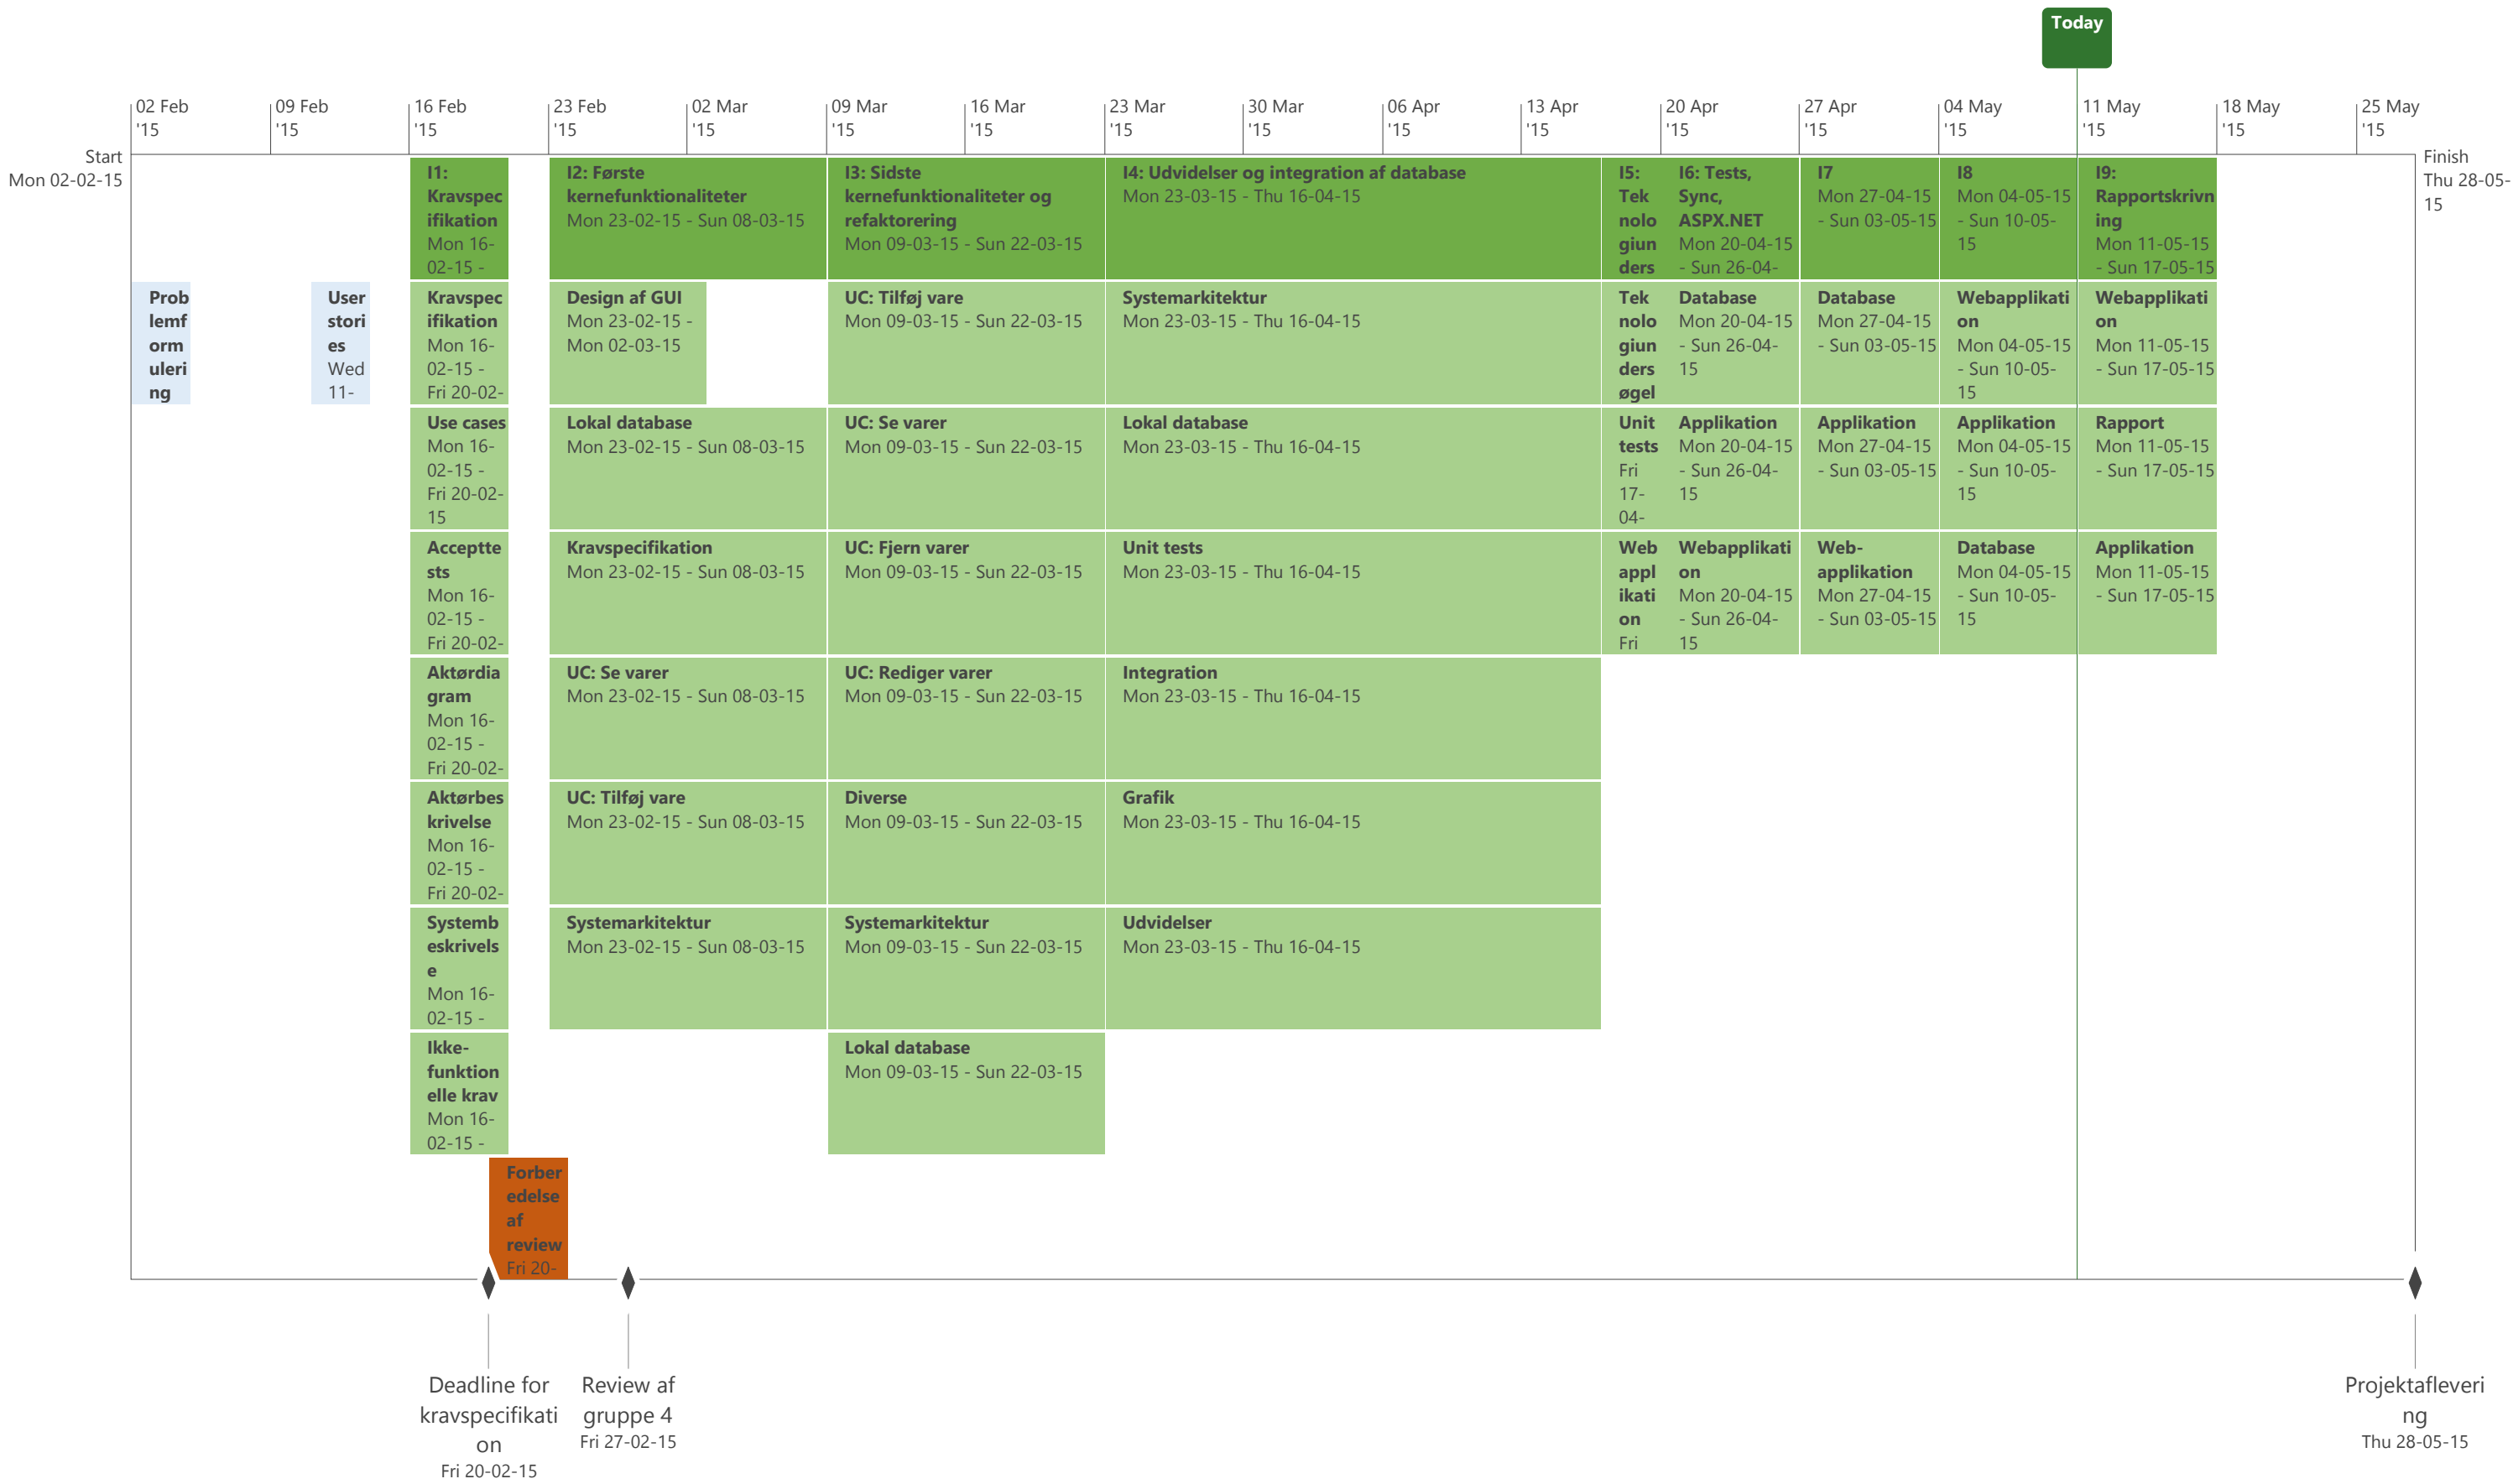 Today
02 Feb
'15
09 Feb
'15
16 Feb
'15
23 Feb
'15
02 Mar
'15
09 Mar
'15
16 Mar
'15
23 Mar
'15
30 Mar
'15
06 Apr
'15
13 Apr
'15
20 Apr
'15
27 Apr
'15
04 May
'15
11 May
'15
18 May
'15
25 May
'15
Start
Mon 02-02-15
Finish
Thu 28-05-
15
I1:
Kravspec
ifikation
Mon 16-
02-15 -
I2: Første
kernefunktionaliteter
Mon 23-02-15 - Sun 08-03-15
I3: Sidste
kernefunktionaliteter og
refaktorering
Mon 09-03-15 - Sun 22-03-15
I4: Udvidelser og integration af database
Mon 23-03-15 - Thu 16-04-15
I5:
Tek
nolo
giun
ders
I6: Tests,
Sync,
ASPX.NET
Mon 20-04-15
- Sun 26-04-
I7
Mon 27-04-15
- Sun 03-05-15
I8
Mon 04-05-15
- Sun 10-05-
15
I9:
Rapportskrivn
ing
Mon 11-05-15
- Sun 17-05-15
Prob
lemf
orm
uleri
ng
User
stori
es
Wed
11-
Kravspec
ifikation
Mon 16-
02-15 -
Fri 20-02-
Design af GUI
Mon 23-02-15 -
Mon 02-03-15
UC: Tilføj vare
Mon 09-03-15 - Sun 22-03-15
Systemarkitektur
Mon 23-03-15 - Thu 16-04-15
Tek
nolo
giun
ders
øgel
Database
Mon 20-04-15
- Sun 26-04-
15
Database
Mon 27-04-15
- Sun 03-05-15
Webapplikati
on
Mon 04-05-15
- Sun 10-05-
15
Webapplikati
on
Mon 11-05-15
- Sun 17-05-15
Use cases
Mon 16-
02-15 -
Fri 20-02-
15
Lokal database
Mon 23-02-15 - Sun 08-03-15
UC: Se varer
Mon 09-03-15 - Sun 22-03-15
Lokal database
Mon 23-03-15 - Thu 16-04-15
Unit
tests
Fri
17-
04-
Applikation
Mon 20-04-15
- Sun 26-04-
15
Applikation
Mon 27-04-15
- Sun 03-05-15
Applikation
Mon 04-05-15
- Sun 10-05-
15
Rapport
Mon 11-05-15
- Sun 17-05-15
Acceptte
sts
Mon 16-
02-15 -
Fri 20-02-
Kravspecifikation
Mon 23-02-15 - Sun 08-03-15
UC: Fjern varer
Mon 09-03-15 - Sun 22-03-15
Unit tests
Mon 23-03-15 - Thu 16-04-15
Web
appl
ikati
on
Fri
Webapplikati
on
Mon 20-04-15
- Sun 26-04-
15
Web-
applikation
Mon 27-04-15
- Sun 03-05-15
Database
Mon 04-05-15
- Sun 10-05-
15
Applikation
Mon 11-05-15
- Sun 17-05-15
Aktørdia
gram
Mon 16-
02-15 -
Fri 20-02-
UC: Se varer
Mon 23-02-15 - Sun 08-03-15
UC: Rediger varer
Mon 09-03-15 - Sun 22-03-15
Integration
Mon 23-03-15 - Thu 16-04-15
Aktørbes
krivelse
Mon 16-
02-15 -
Fri 20-02-
UC: Tilføj vare
Mon 23-02-15 - Sun 08-03-15
Diverse
Mon 09-03-15 - Sun 22-03-15
Grafik
Mon 23-03-15 - Thu 16-04-15
Systemb
eskrivels
e
Mon 16-
02-15 -
Systemarkitektur
Mon 23-02-15 - Sun 08-03-15
Systemarkitektur
Mon 09-03-15 - Sun 22-03-15
Udvidelser
Mon 23-03-15 - Thu 16-04-15
Ikke-
funktion
elle krav
Mon 16-
02-15 -
Lokal database
Mon 09-03-15 - Sun 22-03-15
Forber
edelse
af
review
Fri 20-
Deadline for
kravspecifikati
on
Fri 20-02-15
Review af
gruppe 4
Fri 27-02-15
Projektafleveri
ng
Thu 28-05-15